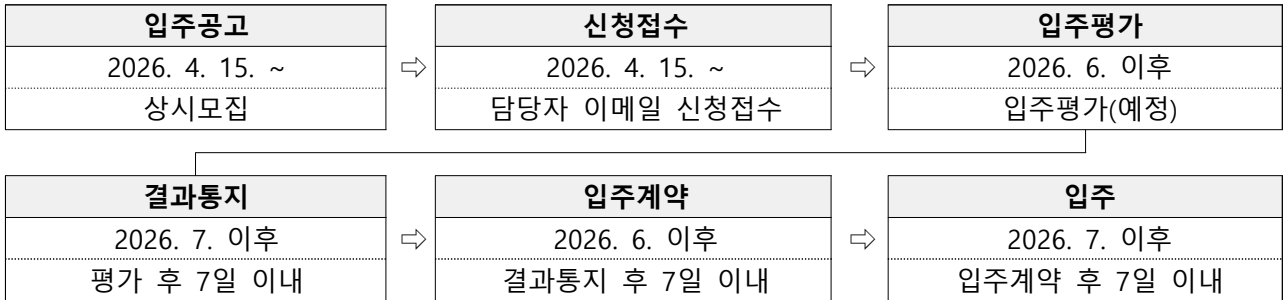 입주공고
2026. 4. 15. ~
상시모집
⇨
신청접수
2026. 4. 15. ~
담당자 이메일 신청접수
⇨
입주평가
2026. 6. 이후
입주평가(예정)
결과통지
2026. 7. 이후
평가 후 7일 이내
⇨
입주계약
2026. 6. 이후
결과통지 후 7일 이내
⇨
입주
2026. 7. 이후
입주계약 후 7일 이내